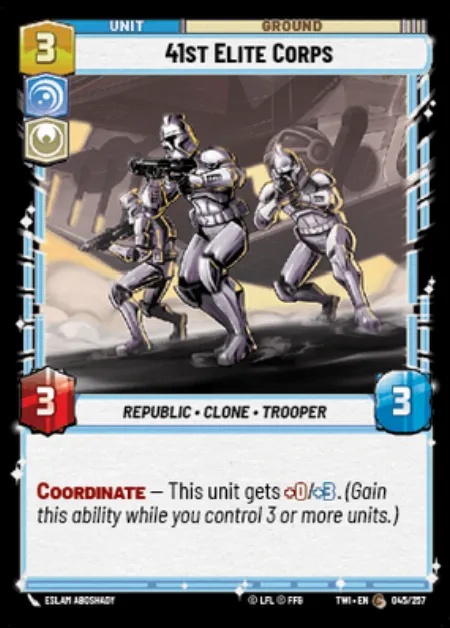 UNIT
GROUND
3
41ST ELITE CORPS
3
3
REPUBLIC • CLONE • TROOPER
COORDINATE — This unit gets +0/+3. (Gain
this ability while you control 3 or more units.)
ESLAM ABOSHADY
© LFL © FFG
TWI • EN C 045/257